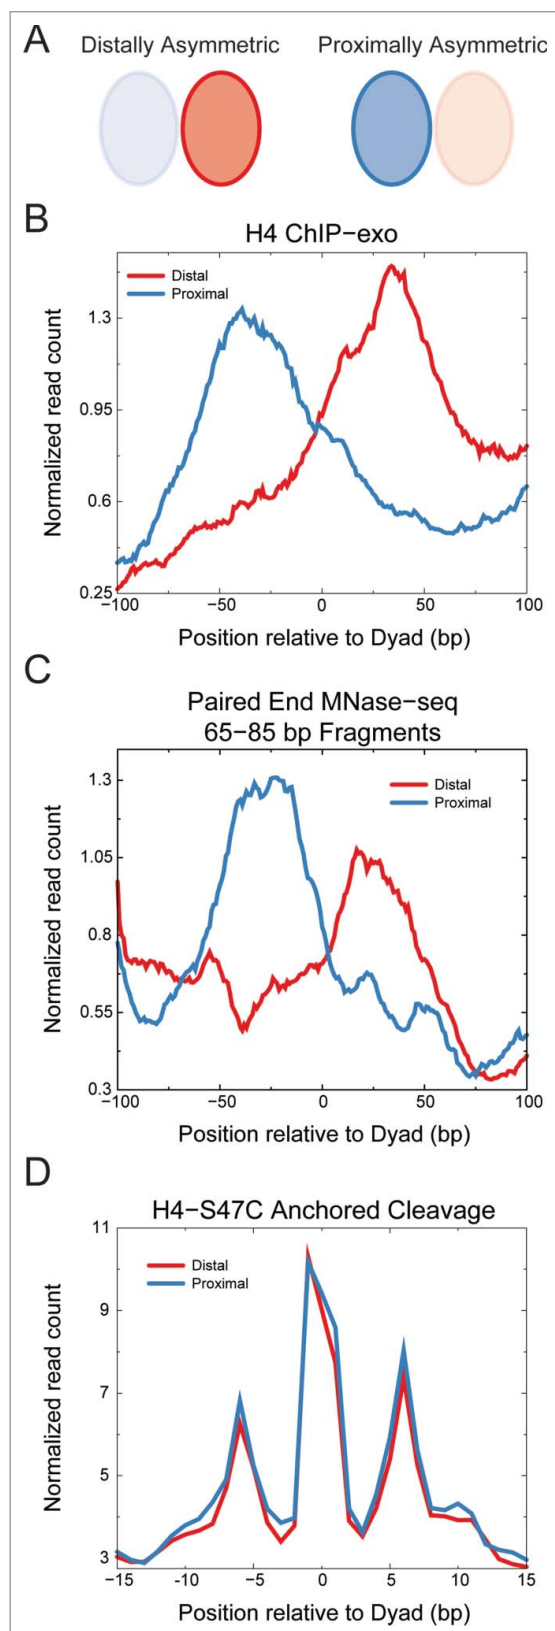 A
Distally Asymmetric
Proximally Asymmetric
B
H4 ChIP−exo
Distal
Proximal
Normalized read count
1.3
0.95
0.6
0.25
−100
−50
0
50
100
Position relative to Dyad (bp)
C
Paired End MNase−seq
65−85 bp Fragments
Distal
Proximal
Normalized read count
1.3
1.05
0.8
0.55
0.3
−100
−50
0
50
100
Position relative to Dyad (bp)
D
H4−S47C Anchored Cleavage
Distal
Proximal
Normalized read count
11
9
7
5
3
−15
−10
−5
0
5
10
15
Position relative to Dyad (bp)